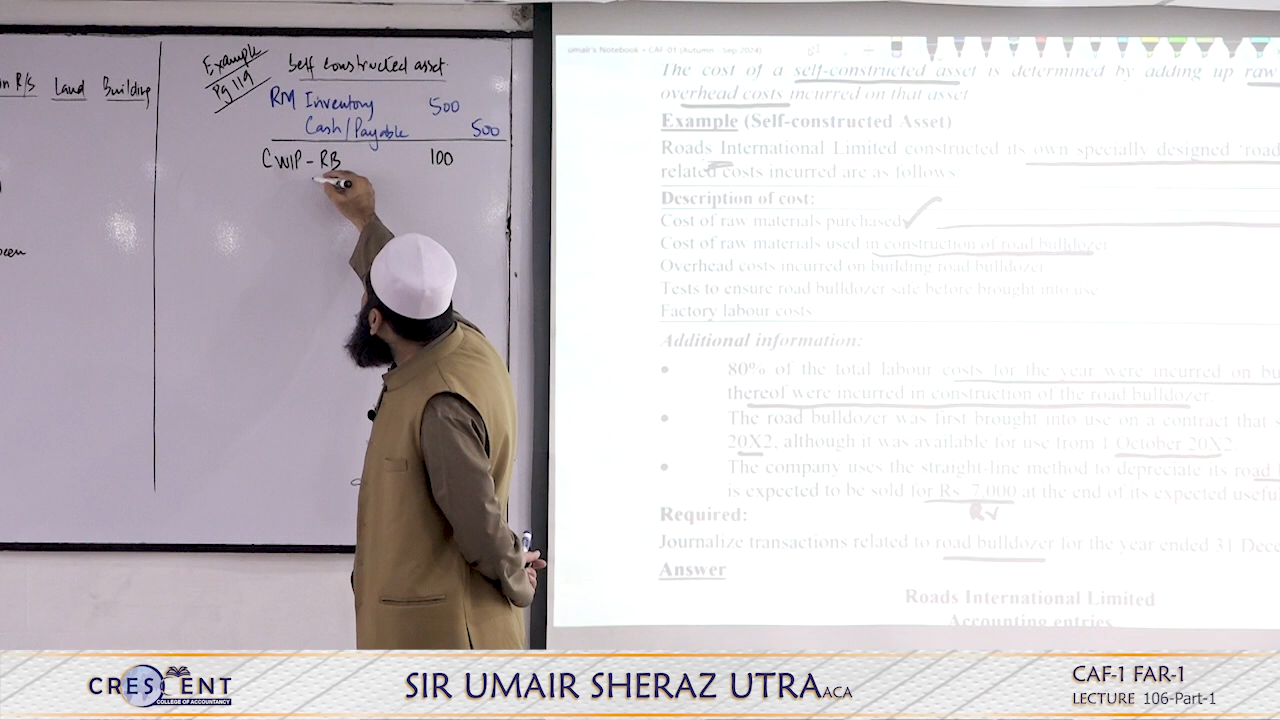 in R/S Land Building
Example
Pg 119
Self constructed asset
RM Inventory 500
Cash/Payable 500
CWIP - RB 100
umair's Notebook - CAF-01 (Autumn - Sep 2024)
The cost of a self-constructed asset is determined by adding up raw
overhead costs incurred on that asset
Example (Self-constructed Asset)
Roads International Limited constructed its own specially designed 'road
related costs incurred are as follows
Description of cost:
Cost of raw materials purchased
Cost of raw materials used in construction of road bulldozer
Overhead costs incurred on building road bulldozer
Tests to ensure road bulldozer safe before brought into use
Factory labour costs
Additional information:
• 80% of the total labour costs for the year were incurred on bu
thereof were incurred in construction of the road bulldozer.
• The road bulldozer was first brought into use on a contract that s
20X2, although it was available for use from 1 October 20X2.
• The company uses the straight-line method to depreciate its road
is expected to be sold for Rs. 7,000 at the end of its expected useful
RV
Required:
Journalize transactions related to road bulldozer for the year ended 31 Dece
Answer
Roads International Limited
Accounting entries
CRESCENT
COLLEGE OF ACCOUNTANCY
SIR UMAIR SHERAZ UTRA ACA
CAF-1 FAR-1
LECTURE 106-Part-1